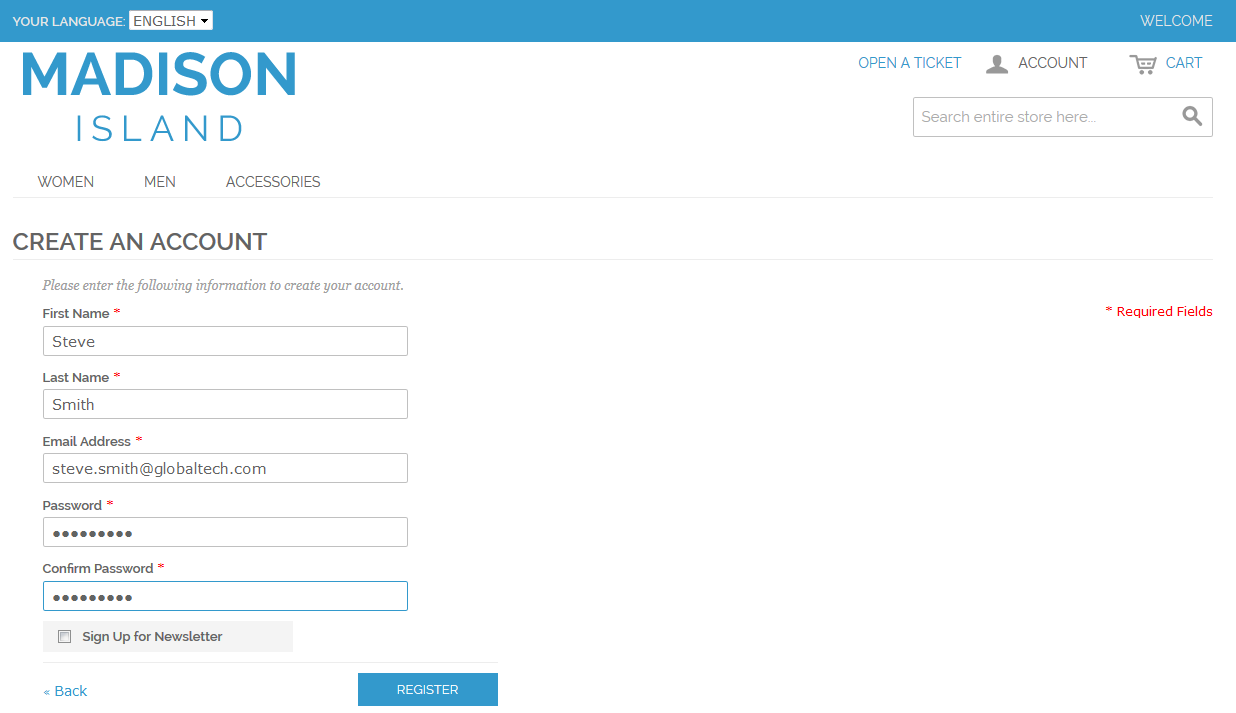 YOUR LANGUAGE: ENGLISH
WELCOME
MADISON
ISLAND
OPEN A TICKET ACCOUNT CART
Search entire store here...
WOMEN MEN ACCESSORIES
CREATE AN ACCOUNT
Please enter the following information to create your account.
* Required Fields
First Name *
Steve
Last Name *
Smith
Email Address *
steve.smith@globaltech.com
Password *
●●●●●●●●●
Confirm Password *
●●●●●●●●●
Sign Up for Newsletter
« Back
REGISTER